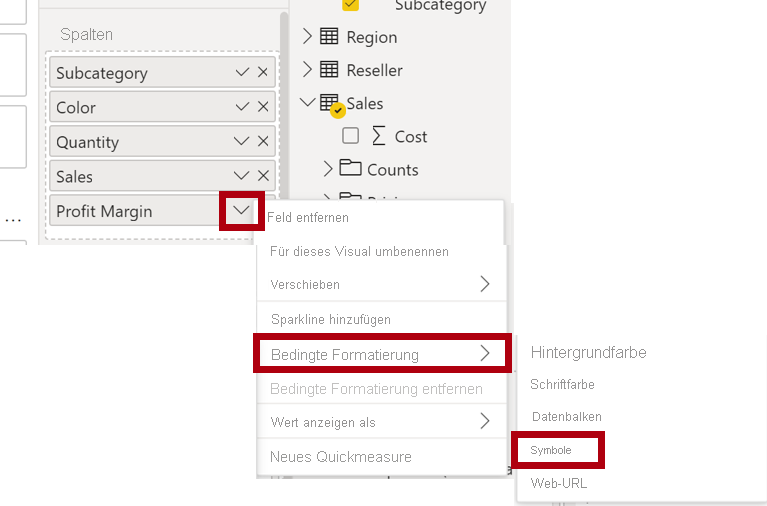 Spalten
Subcategory
Color
Quantity
Sales
Profit Margin
...
Subcategory
Region
Reseller
Sales
Σ Cost
Counts
Feld entfernen
Für dieses Visual umbenennen
Verschieben
Sparkline hinzufügen
Bedingte Formatierung
Bedingte Formatierung entfernen
Wert anzeigen als
Neues Quickmeasure
Hintergrundfarbe
Schriftfarbe
Datenbalken
Symbole
Web-URL